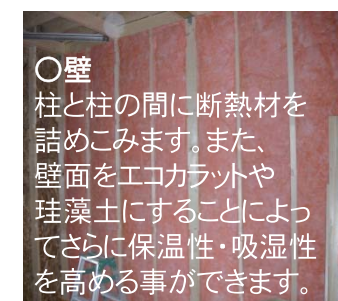 〇壁
柱と柱の間に断熱材を
詰めこみます。また、
壁面をエコカラットや
珪藻土にすることによっ
てさらに保温性・吸湿性
を高める事ができます。